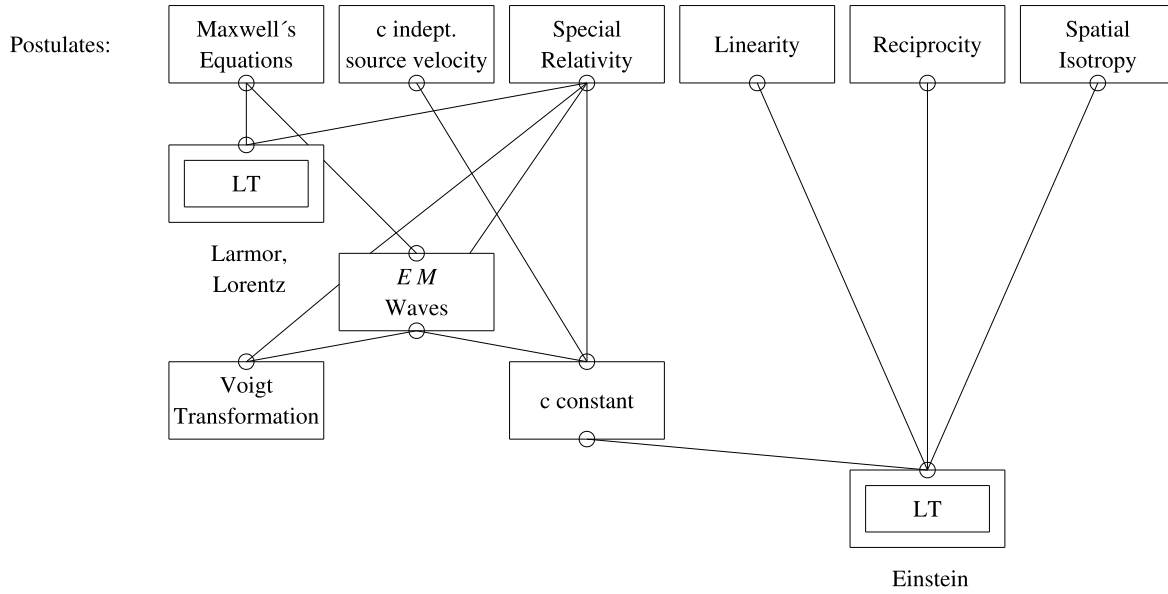 Postulates:
Maxwell´s
Equations
c indept.
source velocity
Special
Relativity
Linearity
Reciprocity
Spatial
Isotropy
LT
Larmor,
Lorentz
E M
Waves
Voigt
Transformation
c constant
LT
Einstein